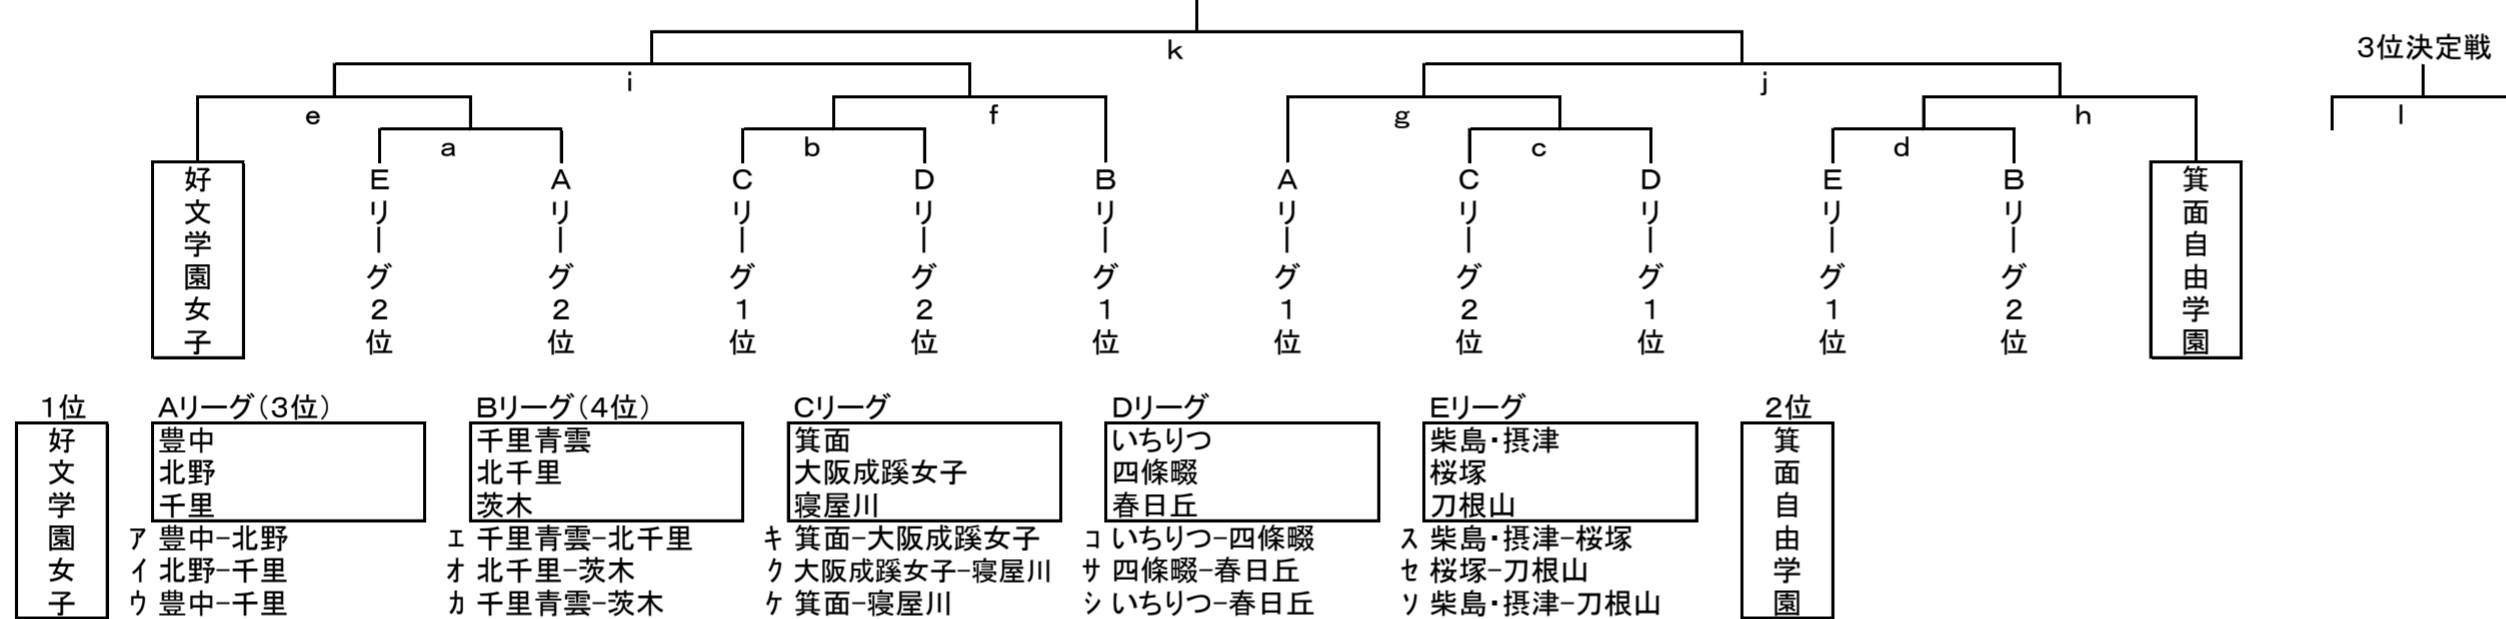 k
3位決定戦
i
j
e
f
g
h
l
a
b
c
d
好文学園女子
Eリーグ2位
Aリーグ2位
Cリーグ1位
Dリーグ2位
Bリーグ1位
Aリーグ1位
Cリーグ2位
Dリーグ1位
Eリーグ1位
Bリーグ2位
箕面自由学園
1位
好文学園女子
Aリーグ(3位)
豊中
北野
千里
ア 豊中-北野
イ 北野-千里
ウ 豊中-千里
Bリーグ(4位)
千里青雲
北千里
茨木
エ 千里青雲-北千里
オ 北千里-茨木
カ 千里青雲-茨木
Cリーグ
箕面
大阪成蹊女子
寝屋川
キ 箕面-大阪成蹊女子
ク 大阪成蹊女子-寝屋川
ケ 箕面-寝屋川
Dリーグ
いちりつ
四條畷
春日丘
コ いちりつ-四條畷
サ 四條畷-春日丘
シ いちりつ-春日丘
Eリーグ
柴島・摂津
桜塚
刀根山
ス 柴島・摂津-桜塚
セ 桜塚-刀根山
ソ 柴島・摂津-刀根山
2位
箕面自由学園